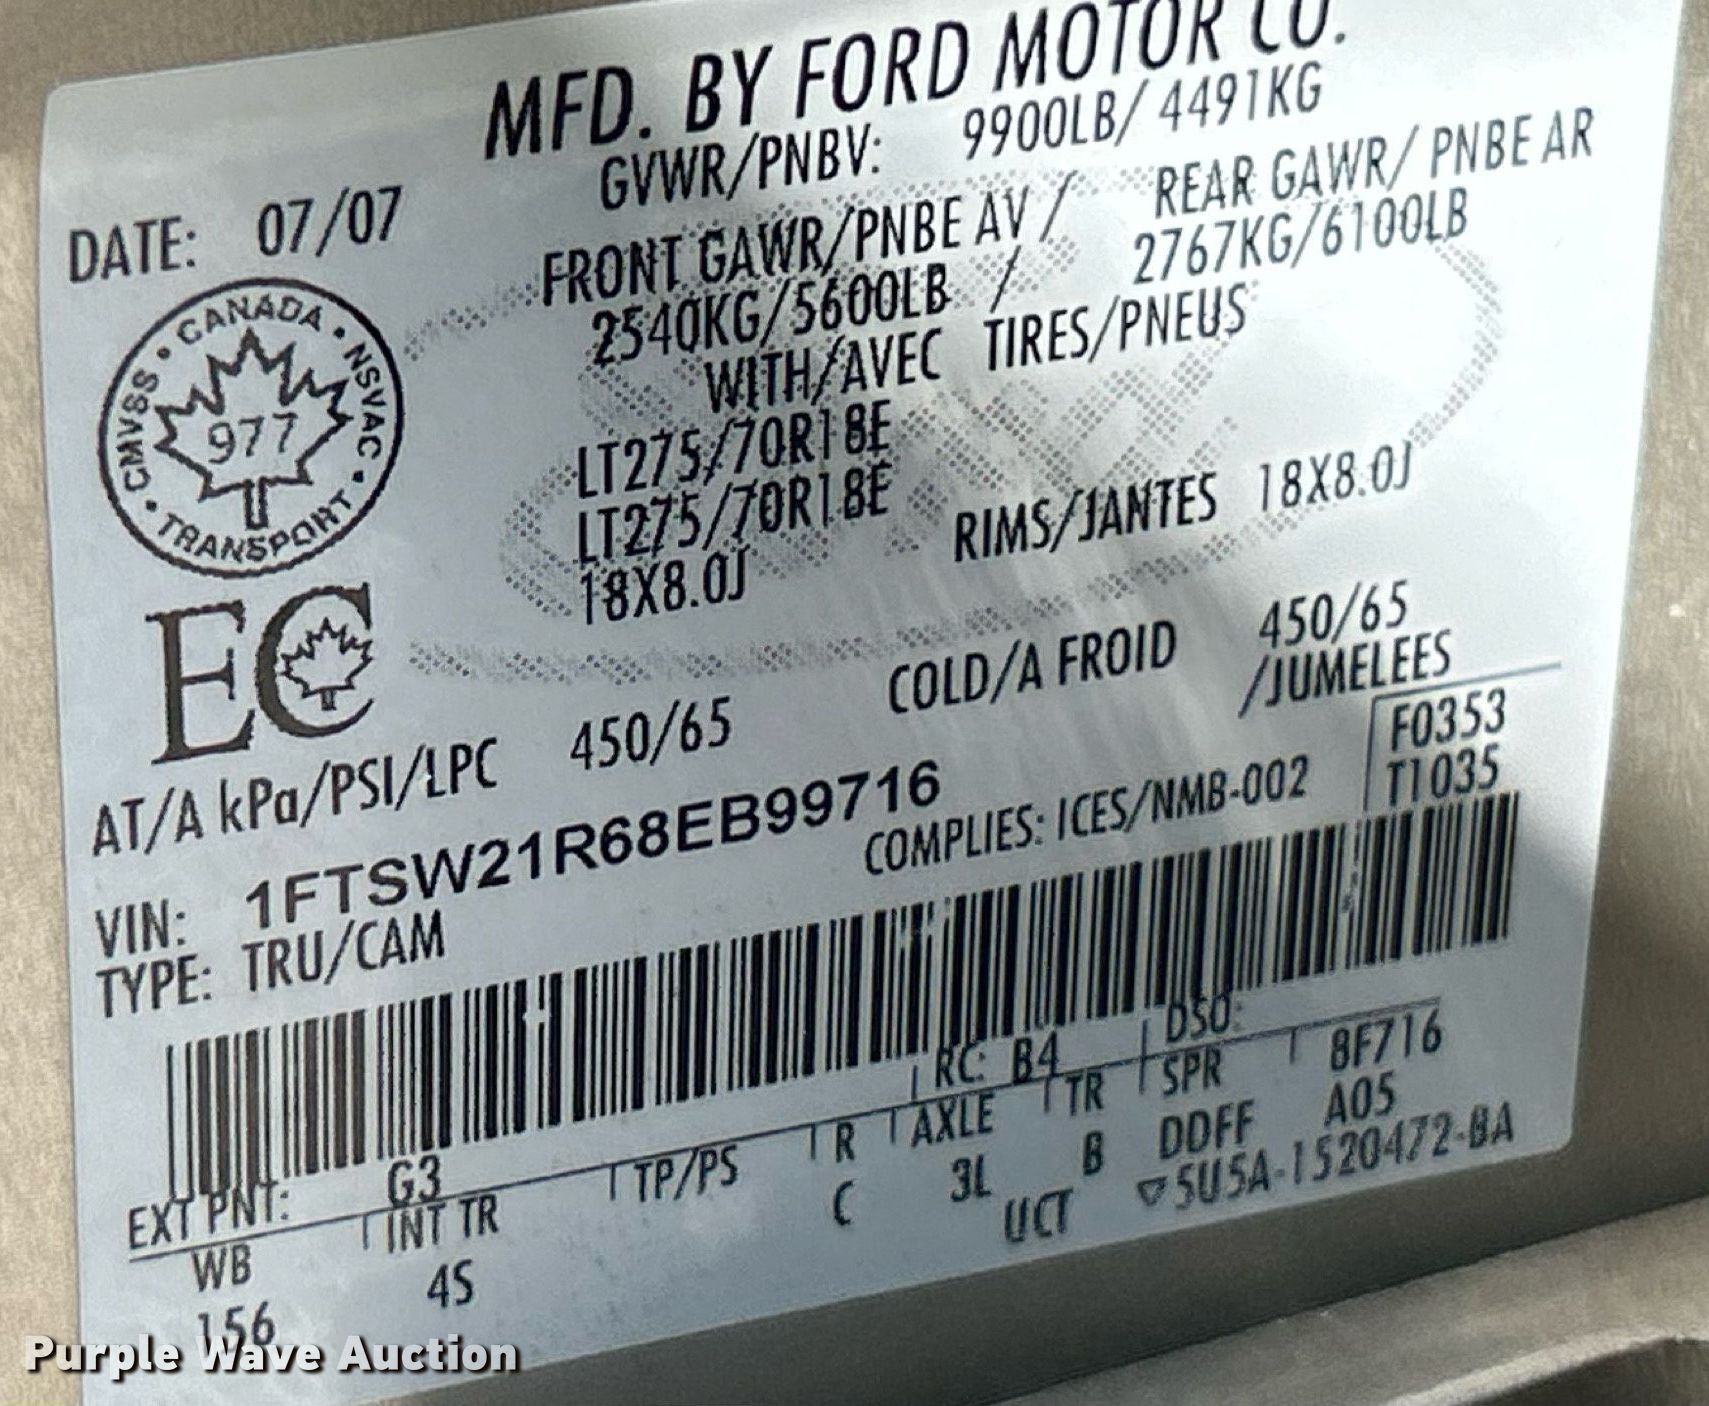 MFD. BY FORD MOTOR CO.
DATE: 07/07
GVWR/PNBV: 9900LB/ 4491KG
FRONT GAWR/PNBE AV / REAR GAWR/ PNBE AR
2540KG/5600LB / 2767KG/6100LB
WITH/AVEC TIRES/PNEUS
LT275/70R18E
LT275/70R18E
18X8.0J RIMS/JANTES 18X8.0J
CANADA • NSVAC • TRANSPORT • CMVSS •
977
EC
AT/A kPa/PSI/LPC 450/65 COLD/A FROID 450/65
/JUMELEES
VIN: 1FTSW21R68EB99716
COMPLIES: ICES/NMB-002
F0353
T1035
TYPE: TRU/CAM
EXT PNT: G3 RC: B4 DSO:
WB INT TR TP/PS R AXLE TR SPR 8F716
156 4S C 3L B DDFF A05
UCT ▽5U5A-1520472-BA
Purple Wave Auction